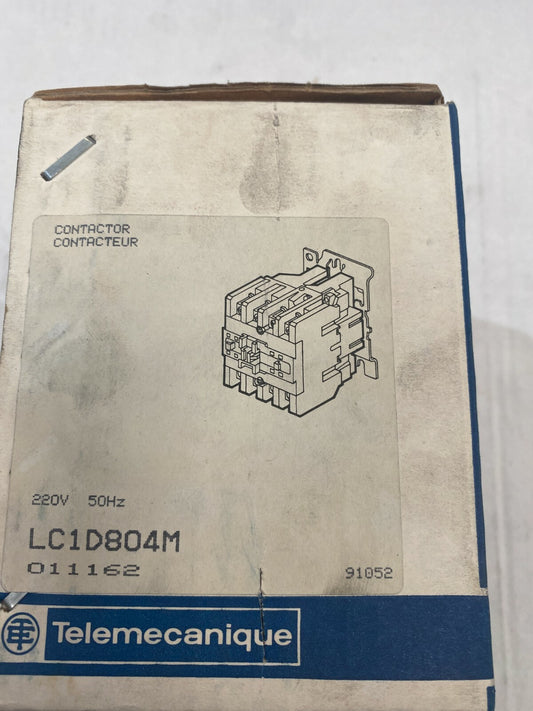 CONTACTOR
CONTACTEUR
220V 50Hz
LC1D804M
011162 91052
Telemecanique